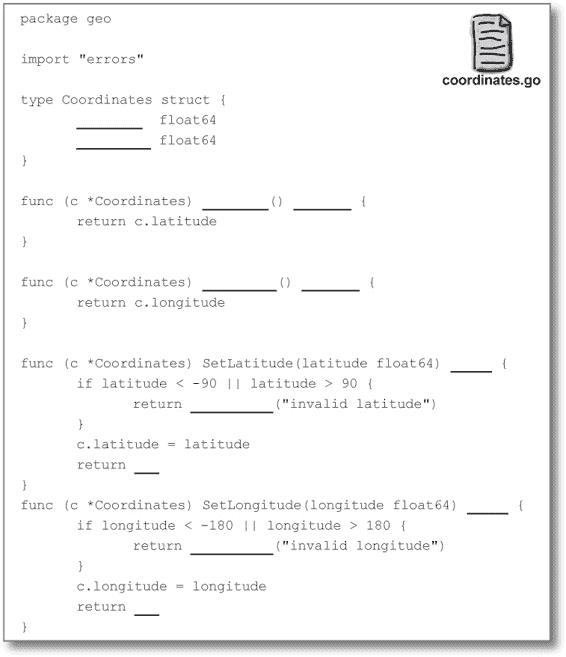 package geo
coordinates.go
import "errors"
type Coordinates struct {
________ float64
_________ float64
}
func (c *Coordinates) ________() _______ {
return c.latitude
}
func (c *Coordinates) _________() _______ {
return c.longitude
}
func (c *Coordinates) SetLatitude(latitude float64) _____ {
if latitude < -90 || latitude > 90 {
return __________("invalid latitude")
}
c.latitude = latitude
return ___
}
func (c *Coordinates) SetLongitude(longitude float64) _____ {
if longitude < -180 || longitude > 180 {
return __________("invalid longitude")
}
c.longitude = longitude
return ___
}